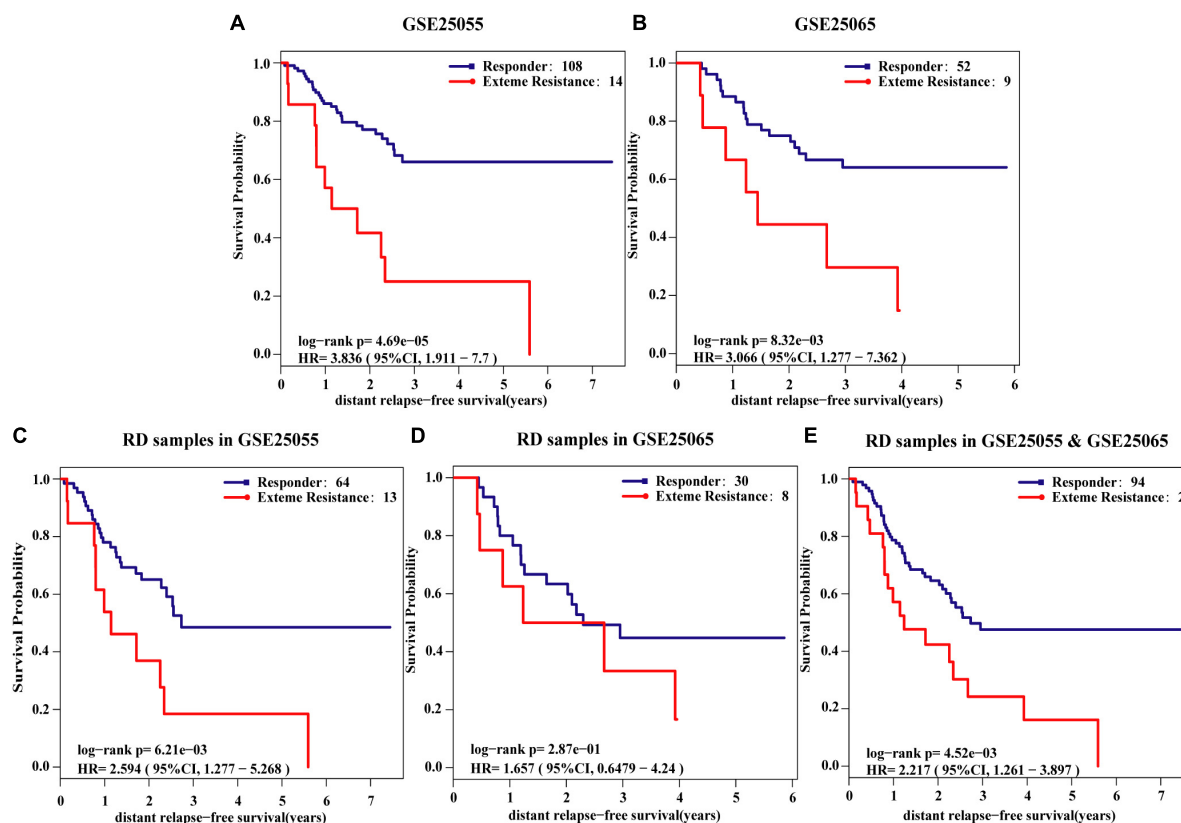 A
GSE25055
Responder: 108
Exteme Resistance: 14
Survival Probability
1.0
0.8
0.6
0.4
0.2
0.0
log−rank p= 4.69e−05
HR= 3.836 ( 95%CI, 1.911 − 7.7 )
0 1 2 3 4 5 6 7
distant relapse−free survival(years)
B
GSE25065
Responder: 52
Exteme Resistance: 9
Survival Probability
1.0
0.8
0.6
0.4
0.2
0.0
log−rank p= 8.32e−03
HR= 3.066 ( 95%CI, 1.277 − 7.362 )
0 1 2 3 4 5 6
distant relapse−free survival(years)
C
RD samples in GSE25055
Responder: 64
Exteme Resistance: 13
Survival Probability
1.0
0.8
0.6
0.4
0.2
0.0
log−rank p= 6.21e−03
HR= 2.594 ( 95%CI, 1.277 − 5.268 )
0 1 2 3 4 5 6 7
distant relapse−free survival(years)
D
RD samples in GSE25065
Responder: 30
Exteme Resistance: 8
Survival Probability
1.0
0.8
0.6
0.4
0.2
0.0
log−rank p= 2.87e−01
HR= 1.657 ( 95%CI, 0.6479 − 4.24 )
0 1 2 3 4 5 6
distant relapse−free survival(years)
E
RD samples in GSE25055 & GSE25065
Responder: 94
Exteme Resistance:
Survival Probability
1.0
0.8
0.6
0.4
0.2
0.0
log−rank p= 4.52e−03
HR= 2.217 ( 95%CI, 1.261 − 3.897 )
0 1 2 3 4 5 6 7
distant relapse−free survival(years)